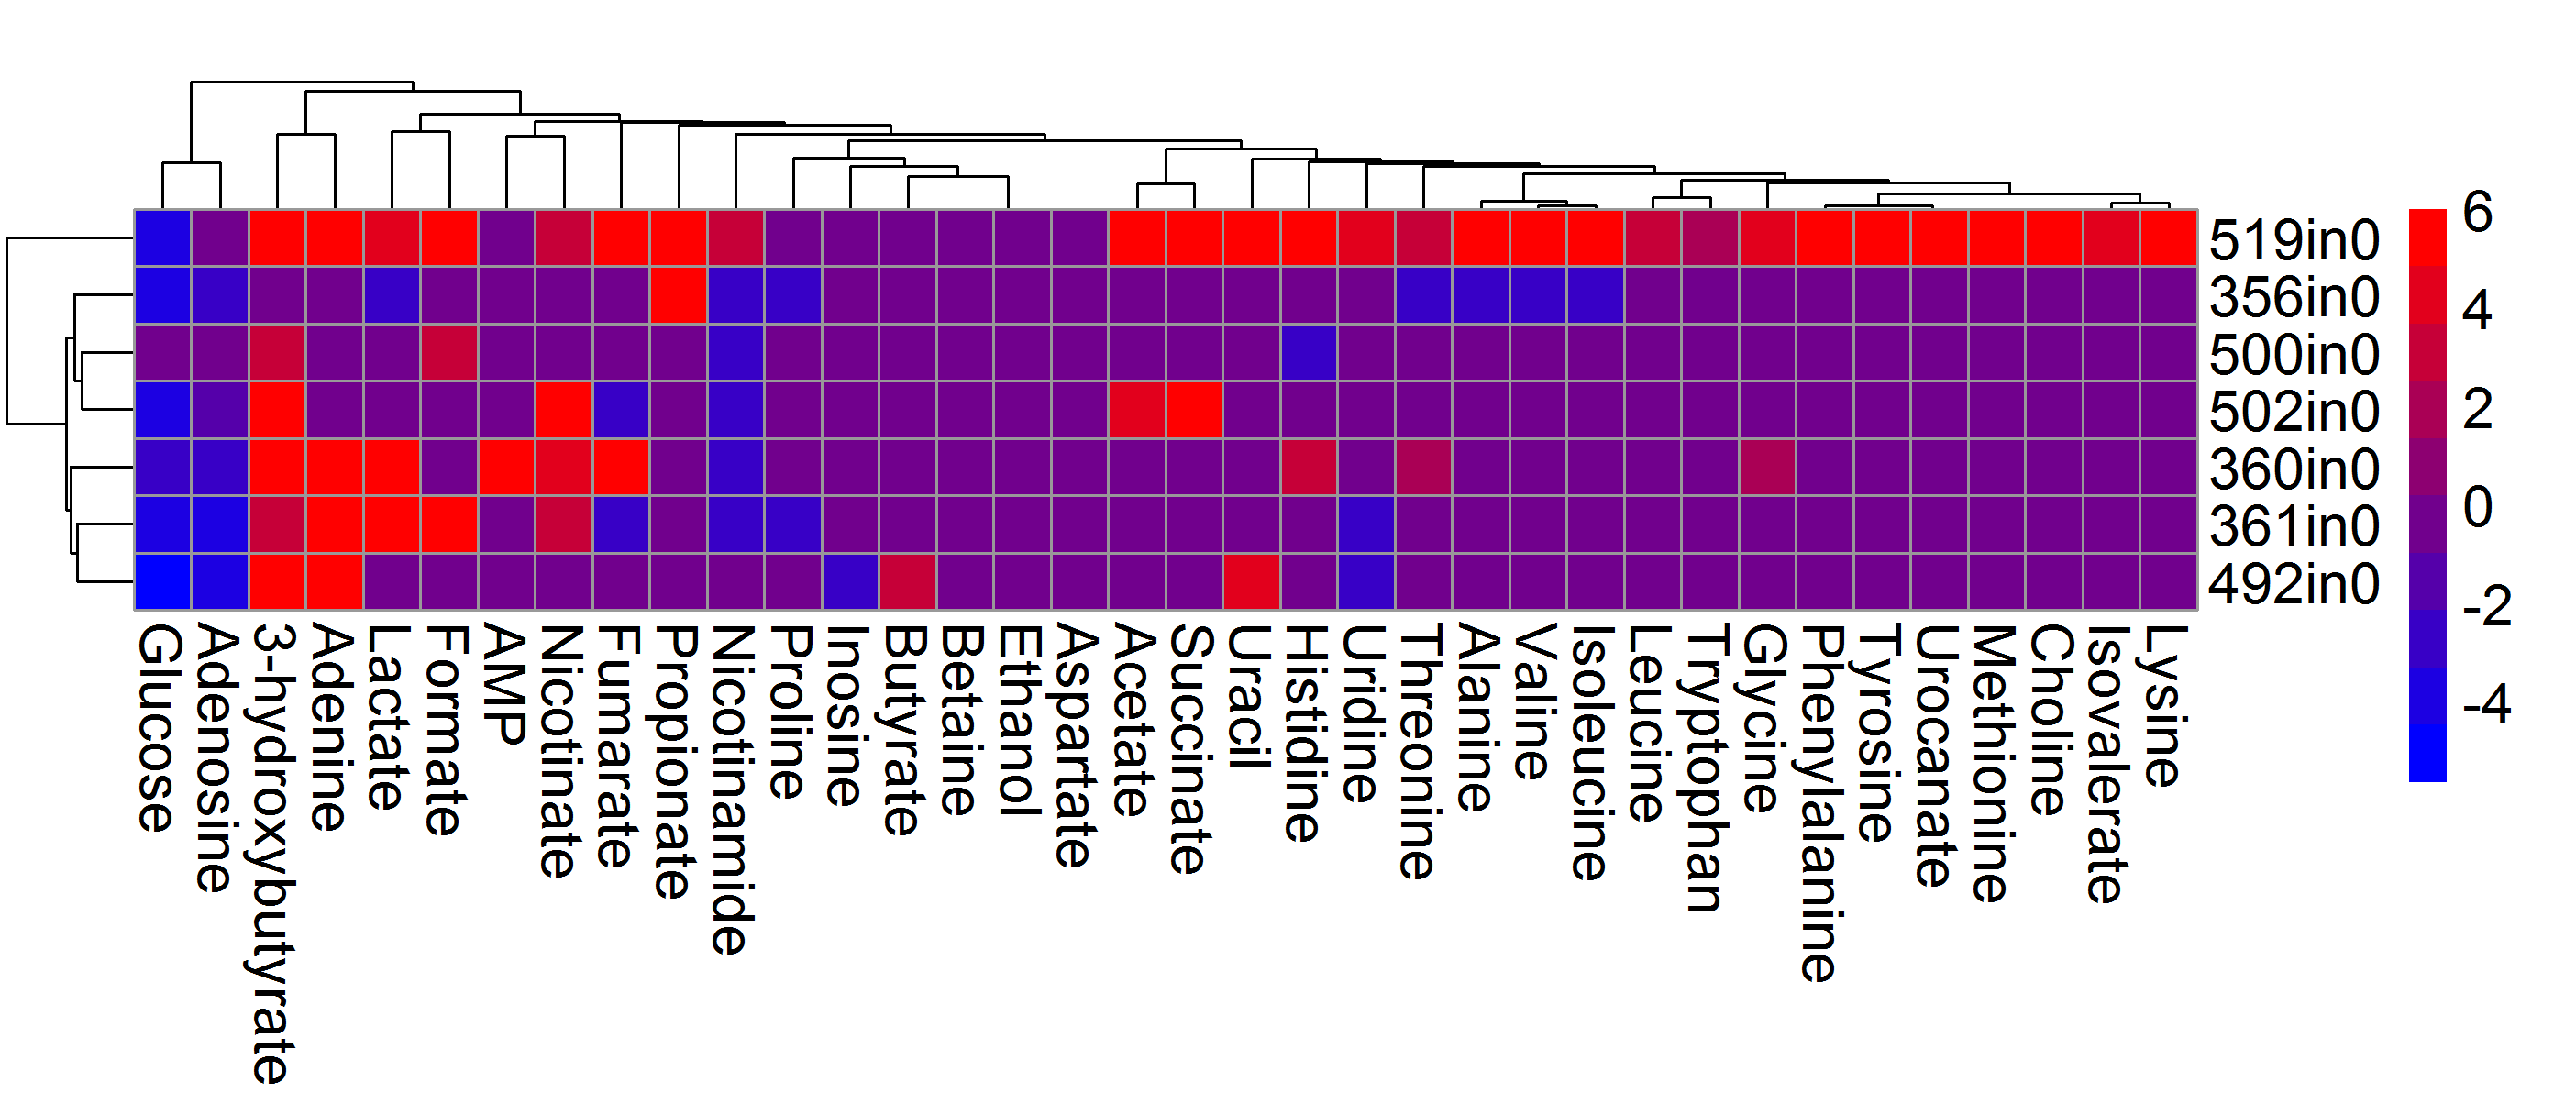 519in0
356in0
500in0
502in0
360in0
361in0
492in0
6
4
2
0
-2
-4
Glucose
Adenosine
3-hydroxybutyrate
Adenine
Lactate
Formate
AMP
Nicotinate
Fumarate
Propionate
Nicotinamide
Proline
Inosine
Butyrate
Betaine
Ethanol
Aspartate
Acetate
Succinate
Uracil
Histidine
Uridine
Threonine
Alanine
Valine
Isoleucine
Leucine
Tryptophan
Glycine
Phenylalanine
Tyrosine
Urocanate
Methionine
Choline
Isovalerate
Lysine